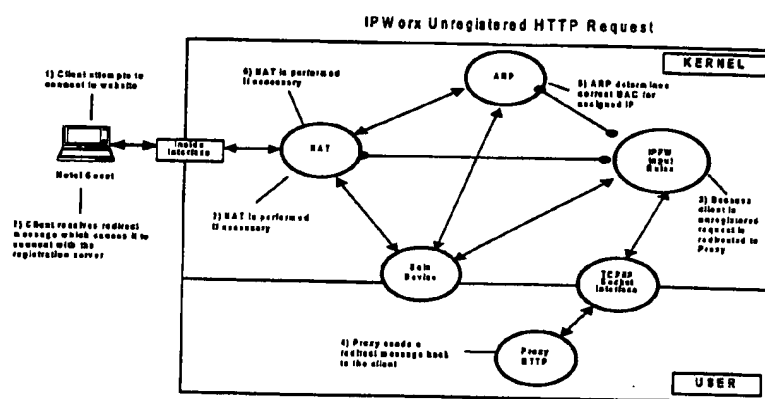 IPWorx Unregistered HTTP Request
KERNEL
1) Client attempts to
connect to website
6) NAT is performed
if necessary
ARP
5) ARP determines
correct MAC for
assigned IP
Inside
Interface
NAT
IPFW
Input
Rules
Hotel Guest
2) NAT is performed
if necessary
3) Because
client is
unregistered
request is
redirected to
Proxy
7) Client receives redirect
message which causes it to
connect with the
registration server
Device
TCP/IP
Socket
Interface
4) Proxy sends a
redirect message back
to the client
Proxy
HTTP
USER